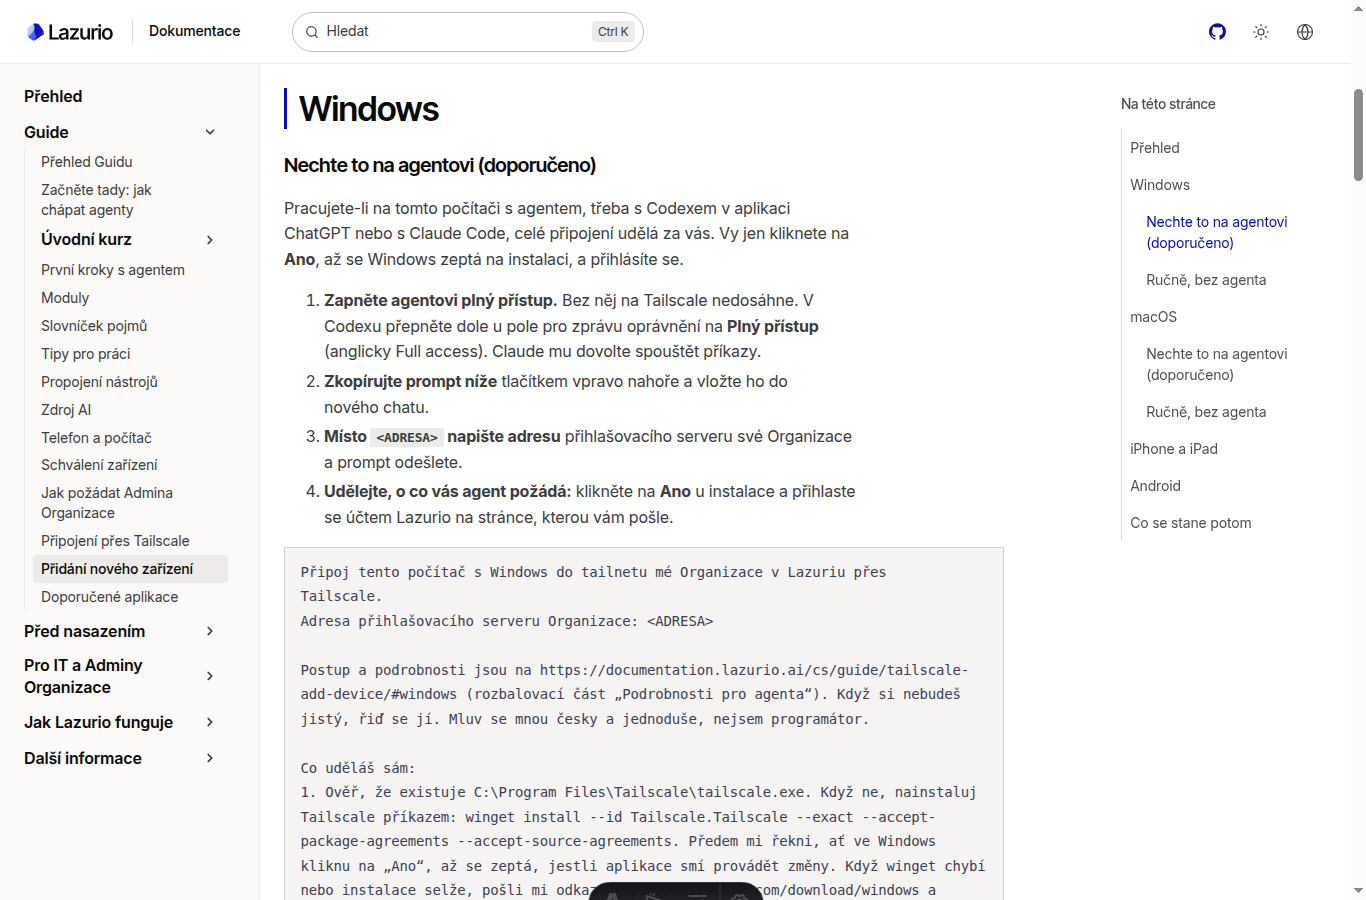 Lazurio
Dokumentace
Hledat
Ctrl K
Přehled
Guide
Přehled Guidu
Začněte tady: jak
chápat agenty
Úvodní kurz
První kroky s agentem
Moduly
Slovníček pojmů
Tipy pro práci
Propojení nástrojů
Zdroj AI
Telefon a počítač
Schválení zařízení
Jak požádat Admina
Organizace
Připojení přes Tailscale
Přidání nového zařízení
Doporučené aplikace
Před nasazením
Pro IT a Adminy
Organizace
Jak Lazurio funguje
Další informace
Windows
Nechte to na agentovi (doporučeno)
Pracujete-li na tomto počítači s agentem, třeba s Codexem v aplikaci
ChatGPT nebo s Claude Code, celé připojení udělá za vás. Vy jen kliknete na
Ano, až se Windows zeptá na instalaci, a přihlásíte se.
1. Zapněte agentovi plný přístup. Bez něj na Tailscale nedosáhne. V
Codexu přepněte dole u pole pro zprávu oprávnění na Plný přístup
(anglicky Full access). Claude mu dovolte spouštět příkazy.
2. Zkopírujte prompt níže tlačítkem vpravo nahoře a vložte ho do
nového chatu.
3. Místo <ADRESA> napište adresu přihlašovacího serveru své Organizace
a prompt odešlete.
4. Udělejte, o co vás agent požádá: klikněte na Ano u instalace a přihlaste
se účtem Lazurio na stránce, kterou vám pošle.
Připoj tento počítač s Windows do tailnetu mé Organizace v Lazuriu přes
Tailscale.
Adresa přihlašovacího serveru Organizace: <ADRESA>
Postup a podrobnosti jsou na https://documentation.lazurio.ai/cs/guide/tailscale-
add-device/#windows (rozbalovací část „Podrobnosti pro agenta“). Když si nebudeš
jistý, řiď se jí. Mluv se mnou česky a jednoduše, nejsem programátor.
Co uděláš sám:
1. Ověř, že existuje C:\Program Files\Tailscale\tailscale.exe. Když ne, nainstaluj
Tailscale příkazem: winget install --id Tailscale.Tailscale --exact --accept-
package-agreements --accept-source-agreements. Předem mi řekni, ať ve Windows
kliknu na „Ano“, až se zeptá, jestli aplikace smí provádět změny. Když winget chybí
nebo instalace selže, pošli mi odkaz com/download/windows a
Na této stránce
Přehled
Windows
Nechte to na agentovi
(doporučeno)
Ručně, bez agenta
macOS
Nechte to na agentovi
(doporučeno)
Ručně, bez agenta
iPhone a iPad
Android
Co se stane potom